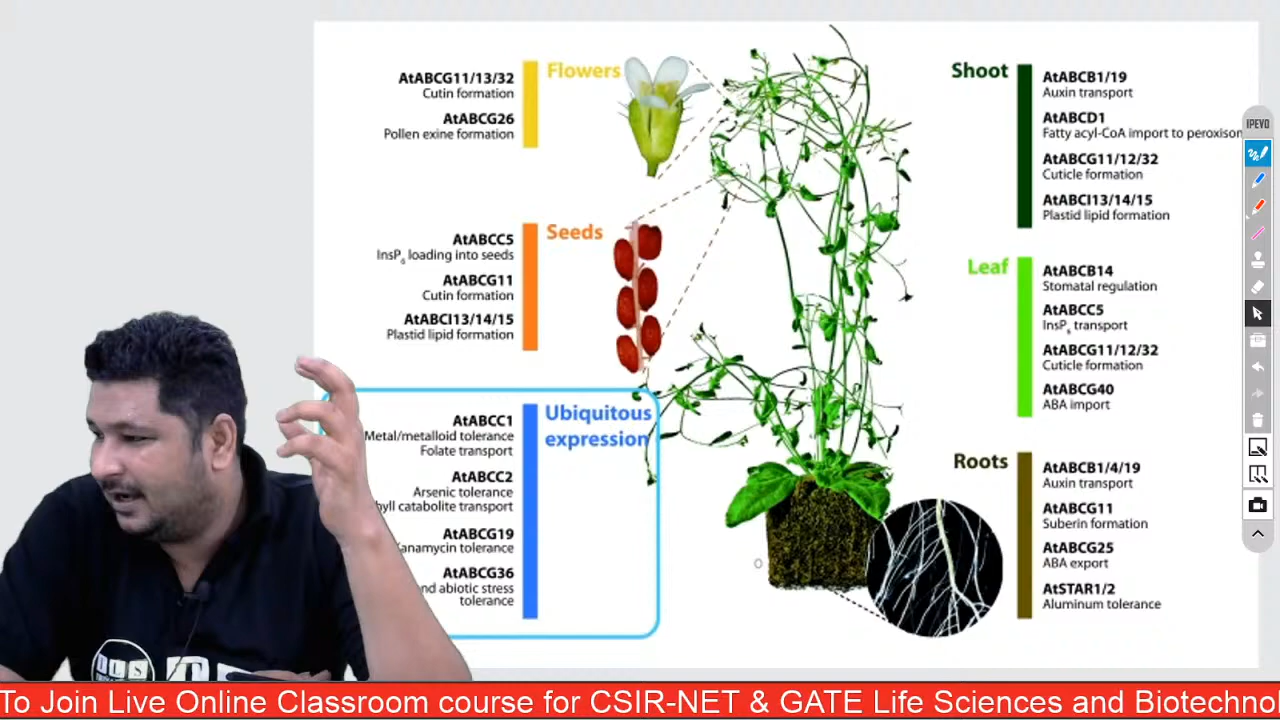 AtABCG11/13/32
Cutin formation
AtABCG26
Pollen exine formation
Flowers
AtABCC5
InsP6 loading into seeds
AtABCG11
Cutin formation
AtABCI13/14/15
Plastid lipid formation
Seeds
AtABCC1
Metal/metalloid tolerance
Folate transport
AtABCC2
Arsenic tolerance
catabolite transport
AtABCG19
tolerance
AtABCG36
abiotic stress
tolerance
Ubiquitous
expression
Shoot
AtABCB1/19
Auxin transport
AtABCD1
Fatty acyl-CoA import to peroxisom
AtABCG11/12/32
Cuticle formation
AtABCI13/14/15
Plastid lipid formation
Leaf
AtABCB14
Stomatal regulation
AtABCC5
InsP6 transport
AtABCG11/12/32
Cuticle formation
AtABCG40
ABA import
Roots
AtABCB1/4/19
Auxin transport
AtABCG11
Suberin formation
AtABCG25
ABA export
AtSTAR1/2
Aluminum tolerance
IPEVO
To Join Live Online Classroom course for CSIR-NET & GATE Life Sciences and Biotechnol